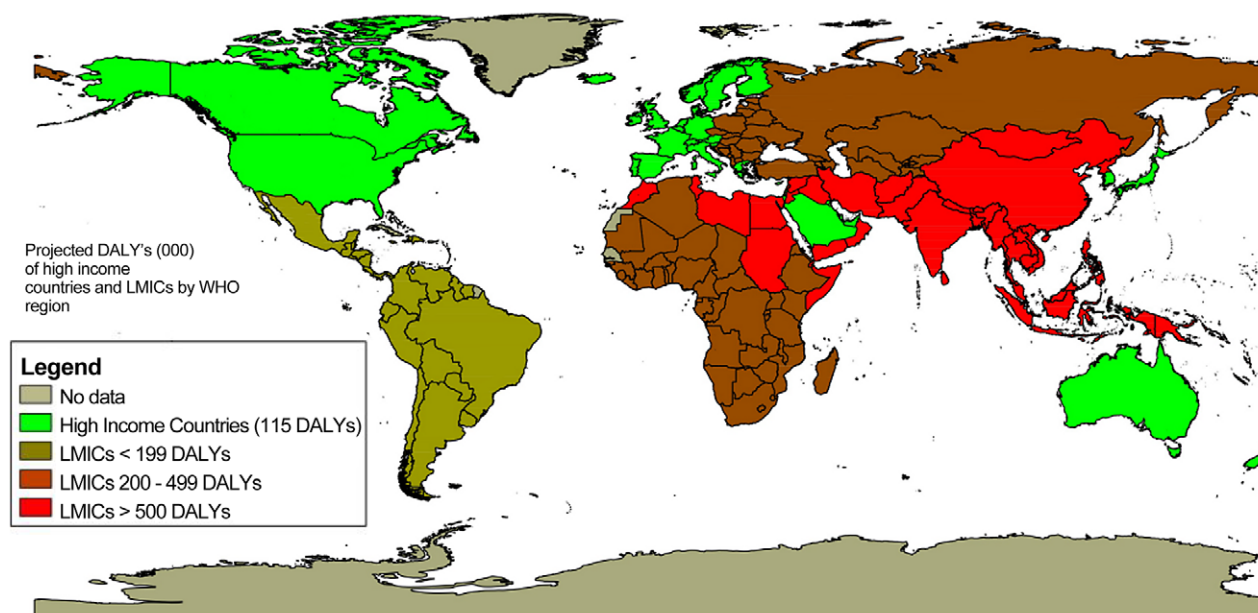 Projected DALY's (000)
of high income
countries and LMICs by WHO
region
Legend
No data
High Income Countries (115 DALYs)
LMICs < 199 DALYs
LMICs 200 - 499 DALYs
LMICs > 500 DALYs